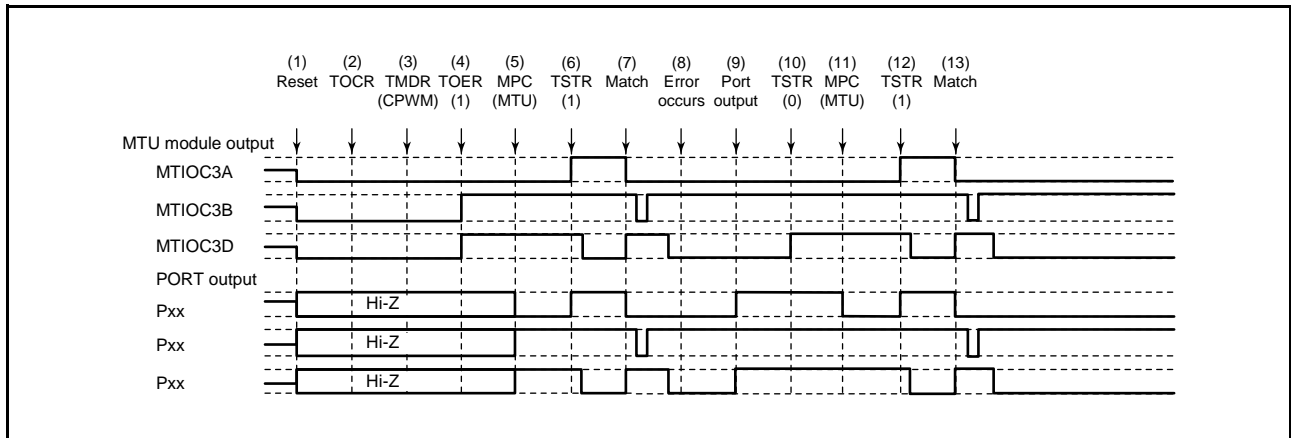 (1) (2) (3) (4) (5) (6) (7) (8) (9) (10) (11) (12) (13)
Reset TOCR TMDR TOER MPC TSTR Match Error Port TSTR MPC TSTR Match
(CPWM) (1) (MTU) (1) occurs output (0) (MTU) (1)
MTU module output
MTIOC3A
MTIOC3B
MTIOC3D
PORT output
Pxx Hi-Z
Pxx Hi-Z
Pxx Hi-Z